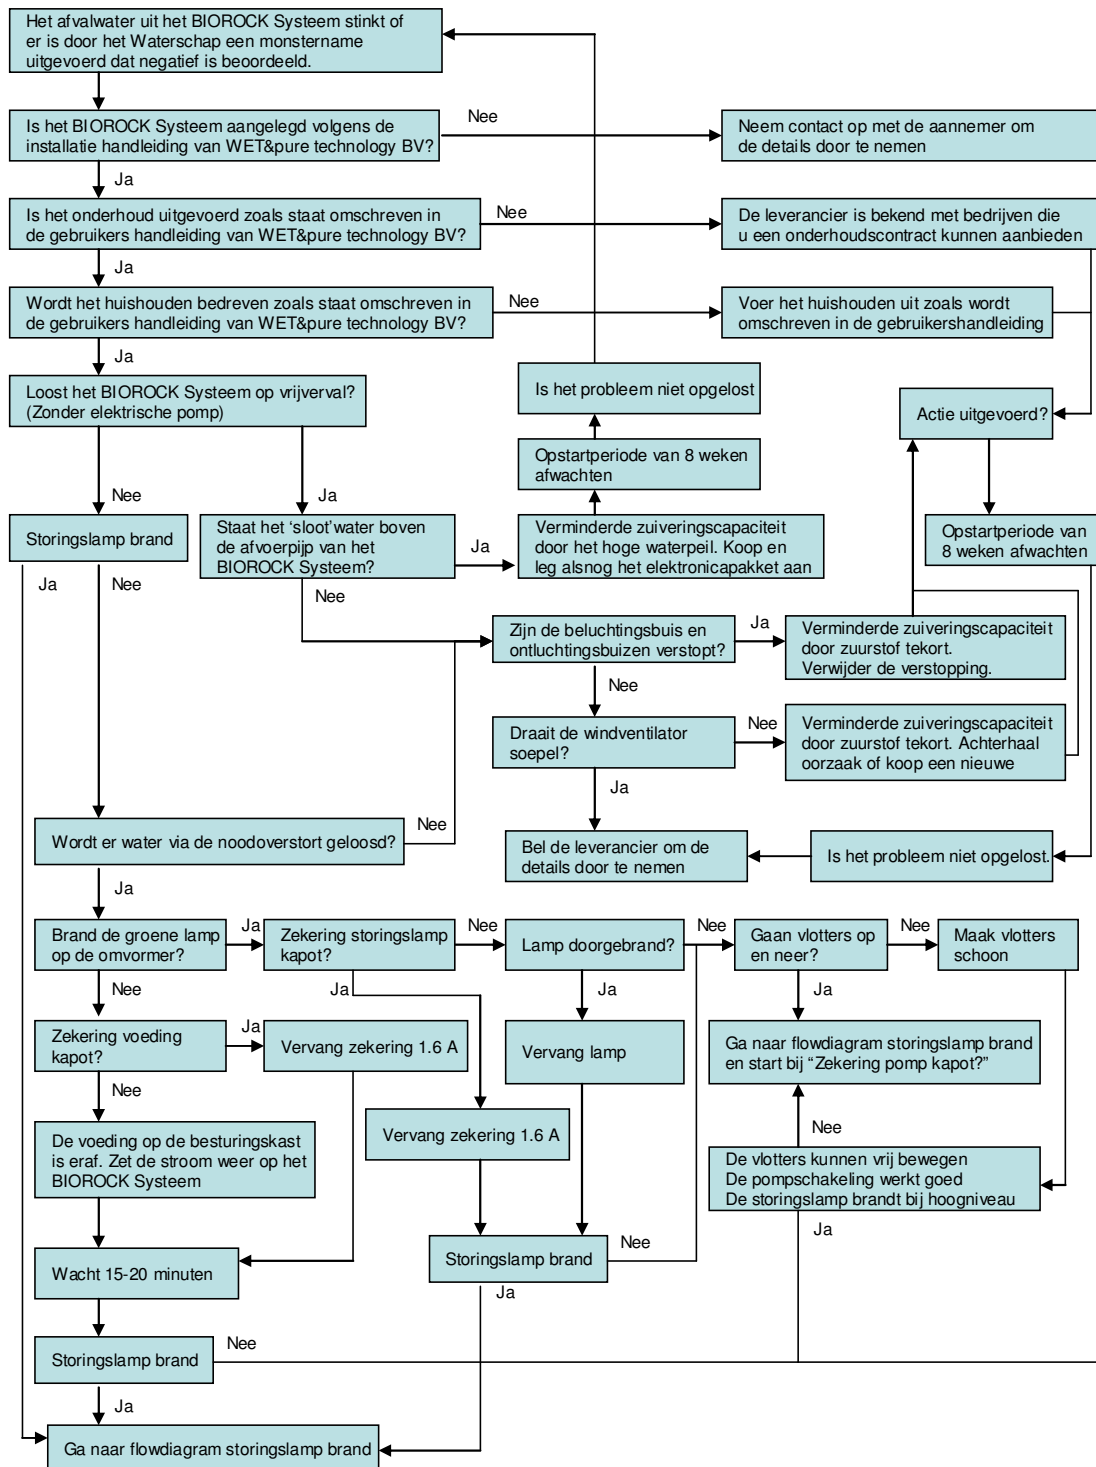 Het afvalwater uit het BIOROCK Systeem stinkt of
er is door het Waterschap een monstername
uitgevoerd dat negatief is beoordeeld.
Is het BIOROCK Systeem aangelegd volgens de
installatie handleiding van WET&pure technology BV?
Nee
Neem contact op met de aannemer om
de details door te nemen
Ja
Is het onderhoud uitgevoerd zoals staat omschreven in
de gebruikers handleiding van WET&pure technology BV?
Nee
De leverancier is bekend met bedrijven die
u een onderhoudscontract kunnen aanbieden
Ja
Wordt het huishouden bedreven zoals staat omschreven in
de gebruikers handleiding van WET&pure technology BV?
Nee
Voer het huishouden uit zoals wordt
omschreven in de gebruikershandleiding
Ja
Loost het BIOROCK Systeem op vrijverval?
(Zonder elektrische pomp)
Is het probleem niet opgelost
Actie uitgevoerd?
Opstartperiode van 8 weken
afwachten
Nee
Ja
Storingslamp brand
Staat het ‘sloot’water boven
de afvoerpijp van het
BIOROCK Systeem?
Ja
Verminderde zuiveringscapaciteit
door het hoge waterpeil. Koop en
leg alsnog het elektronicapakket aan
Opstartperiode van
8 weken afwachten
Ja
Nee
Nee
Zijn de beluchtingsbuis en
ontluchtingsbuizen verstopt?
Ja
Verminderde zuiveringscapaciteit
door zuurstof tekort.
Verwijder de verstopping.
Nee
Draait de windventilator
soepel?
Nee
Verminderde zuiveringscapaciteit
door zuurstof tekort. Achterhaal
oorzaak of koop een nieuwe
Ja
Wordt er water via de noodoverstort geloosd?
Nee
Bel de leverancier om de
details door te nemen
Is het probleem niet opgelost.
Ja
Brand de groene lamp
op de omvormer?
Ja
Zekering storingslamp
kapot?
Nee
Lamp doorgebrand?
Nee
Gaan vlotters op
en neer?
Nee
Maak vlotters
schoon
Nee
Ja
Ja
Ja
Zekering voeding
kapot?
Ja
Vervang zekering 1.6 A
Vervang lamp
Ga naar flowdiagram storingslamp brand
en start bij “Zekering pomp kapot?”
Nee
De voeding op de besturingskast
is eraf. Zet de stroom weer op het
BIOROCK Systeem
Vervang zekering 1.6 A
Nee
De vlotters kunnen vrij bewegen
De pompschakeling werkt goed
De storingslamp brandt bij hoogniveau
Wacht 15-20 minuten
Storingslamp brand
Nee
Ja
Ja
Storingslamp brand
Nee
Ja
Ga naar flowdiagram storingslamp brand